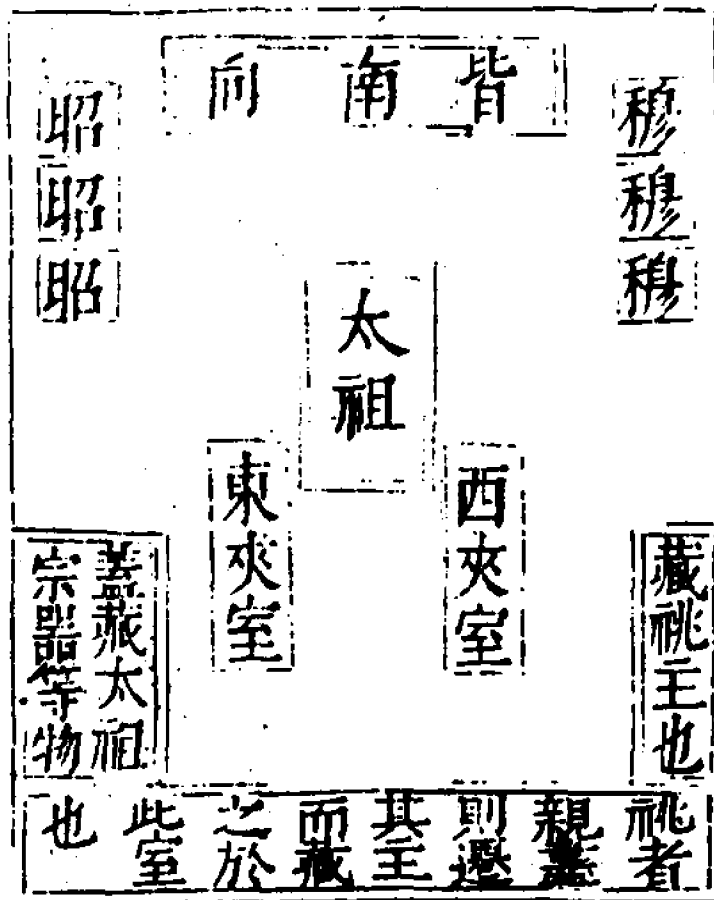 皆南向
穆
穆
穆
昭
昭
昭
太祖
西夾室
東夾室
藏祧主也
蓋藏太祖
宗器等物
祧者
親盡
則遷
其主
而藏
之於
此室
也